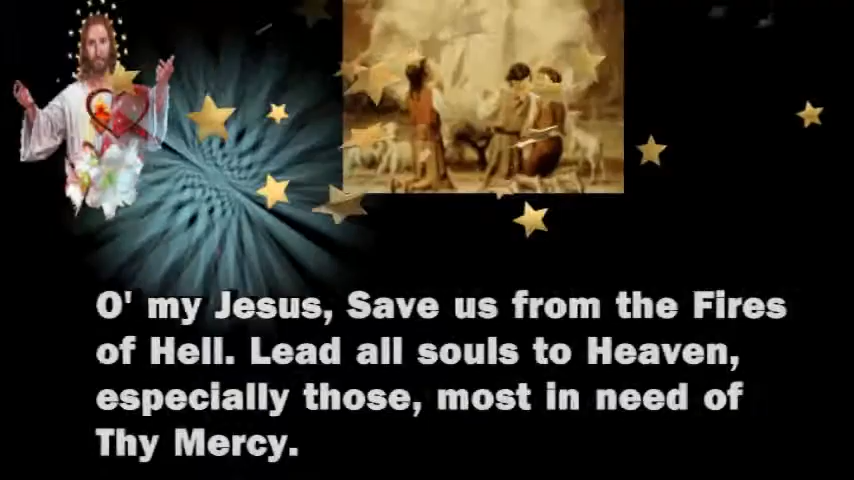 O' my Jesus, Save us from the Fires
of Hell. Lead all souls to Heaven,
especially those, most in need of
Thy Mercy.